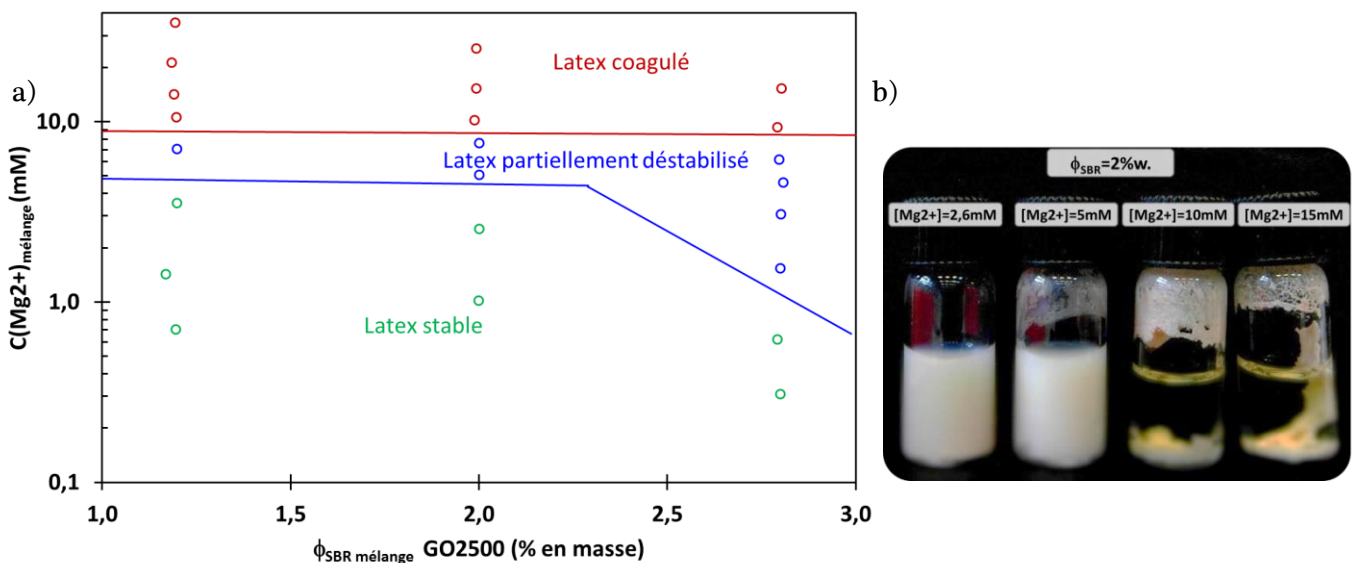 a)
C(Mg2+)mélange (mM)
10,0
1,0
0,1
Latex coagulé
Latex partiellement déstabilisé
Latex stable
1,0
1,5
2,0
2,5
3,0
ϕSBR mélange GO2500 (% en masse)
b)
ϕSBR=2%w.
[Mg2+]=2,6mM
[Mg2+]=5mM
[Mg2+]=10mM
[Mg2+]=15mM